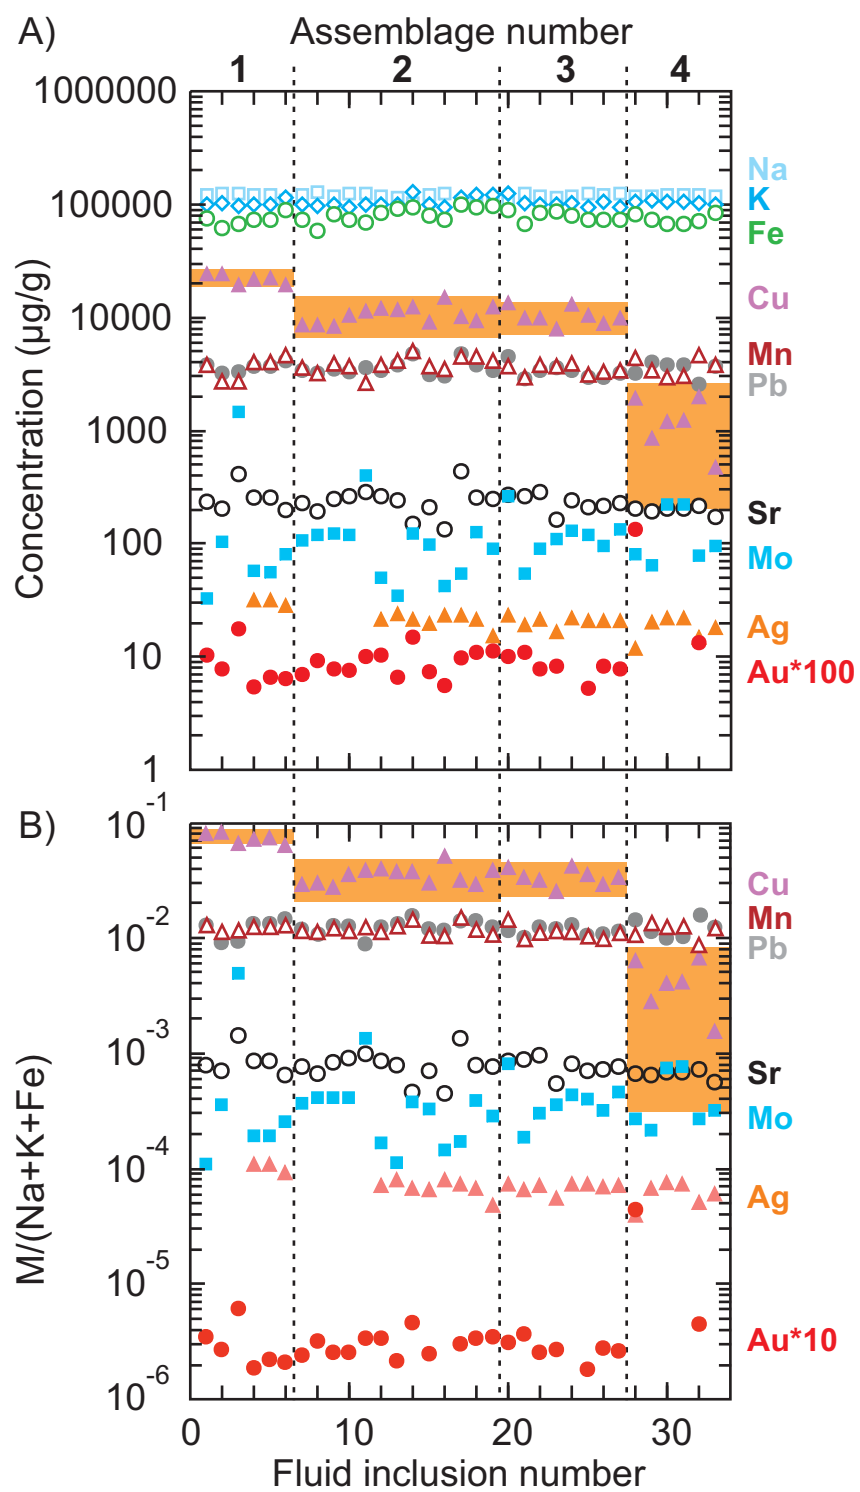 A)
Assemblage number
1 2 3 4
1000000
100000
10000
1000
100
10
1
Concentration (µg/g)
Na
K
Fe
Cu
Mn
Pb
Sr
Mo
Ag
Au*100
B)
10-1
10-2
10-3
10-4
10-5
10-6
M/(Na+K+Fe)
Cu
Mn
Pb
Sr
Mo
Ag
Au*10
0 10 20 30
Fluid inclusion number